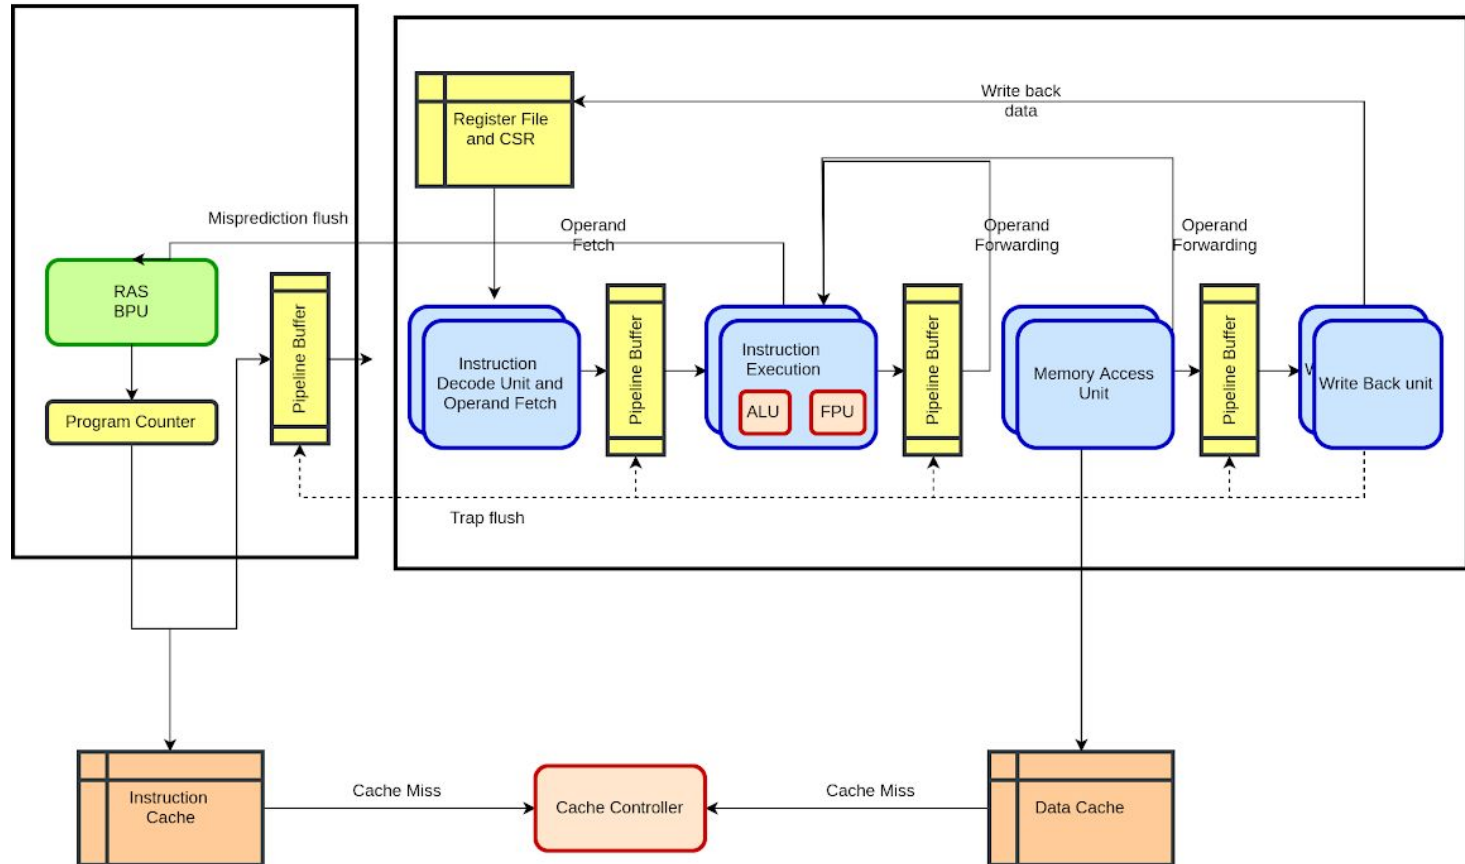 Register File
and CSR
Write back
data
Misprediction flush
Operand
Fetch
Operand
Forwarding
Operand
Forwarding
RAS
BPU
Program Counter
Pipeline Buffer
Instruction
Decode Unit and
Operand Fetch
Pipeline Buffer
Instruction
Execution
ALU
FPU
Pipeline Buffer
Memory Access
Unit
Pipeline Buffer
Write Back unit
Trap flush
Instruction
Cache
Cache Miss
Cache Controller
Cache Miss
Data Cache